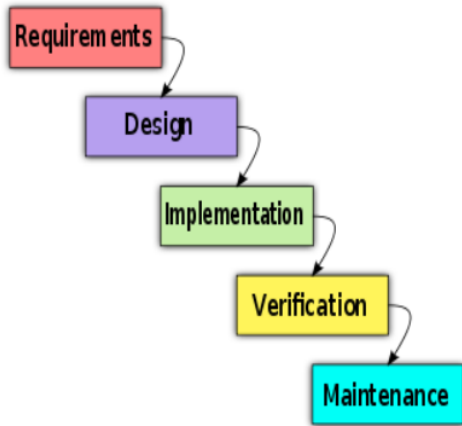 Requirements
Design
Implementation
Verification
Maintenance